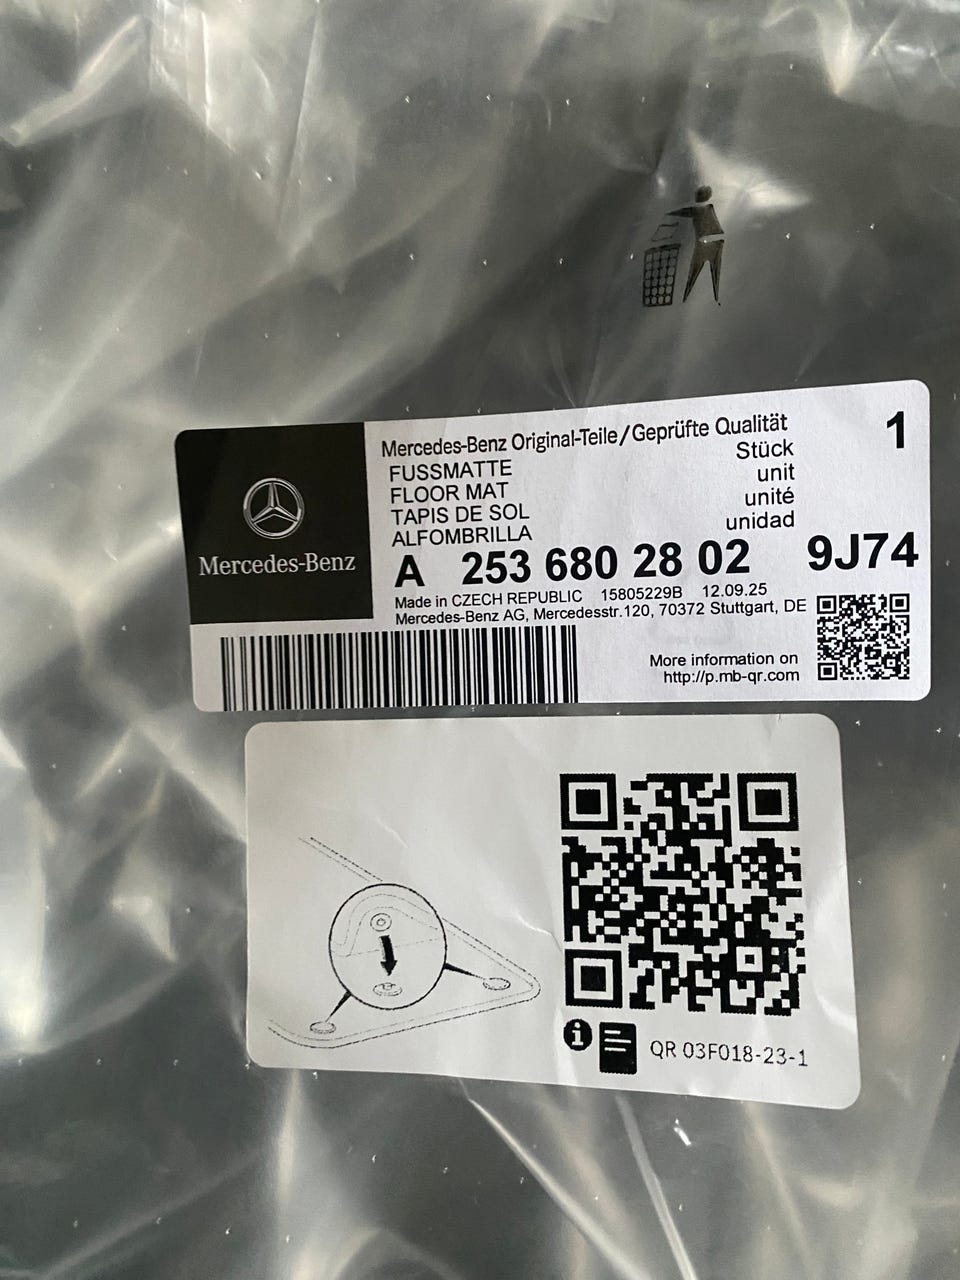 Mercedes-Benz Original-Teile/Geprüfte Qualität 1
FUSSMATTE Stück
FLOOR MAT unit
TAPIS DE SOL unité
ALFOMBRILLA unidad
Mercedes-Benz
A 253 680 28 02 9J74
Made in CZECH REPUBLIC 15805229B 12.09.25
Mercedes-Benz AG, Mercedesstr.120, 70372 Stuttgart, DE
More information on
http://p.mb-qr.com
QR 03F018-23-1